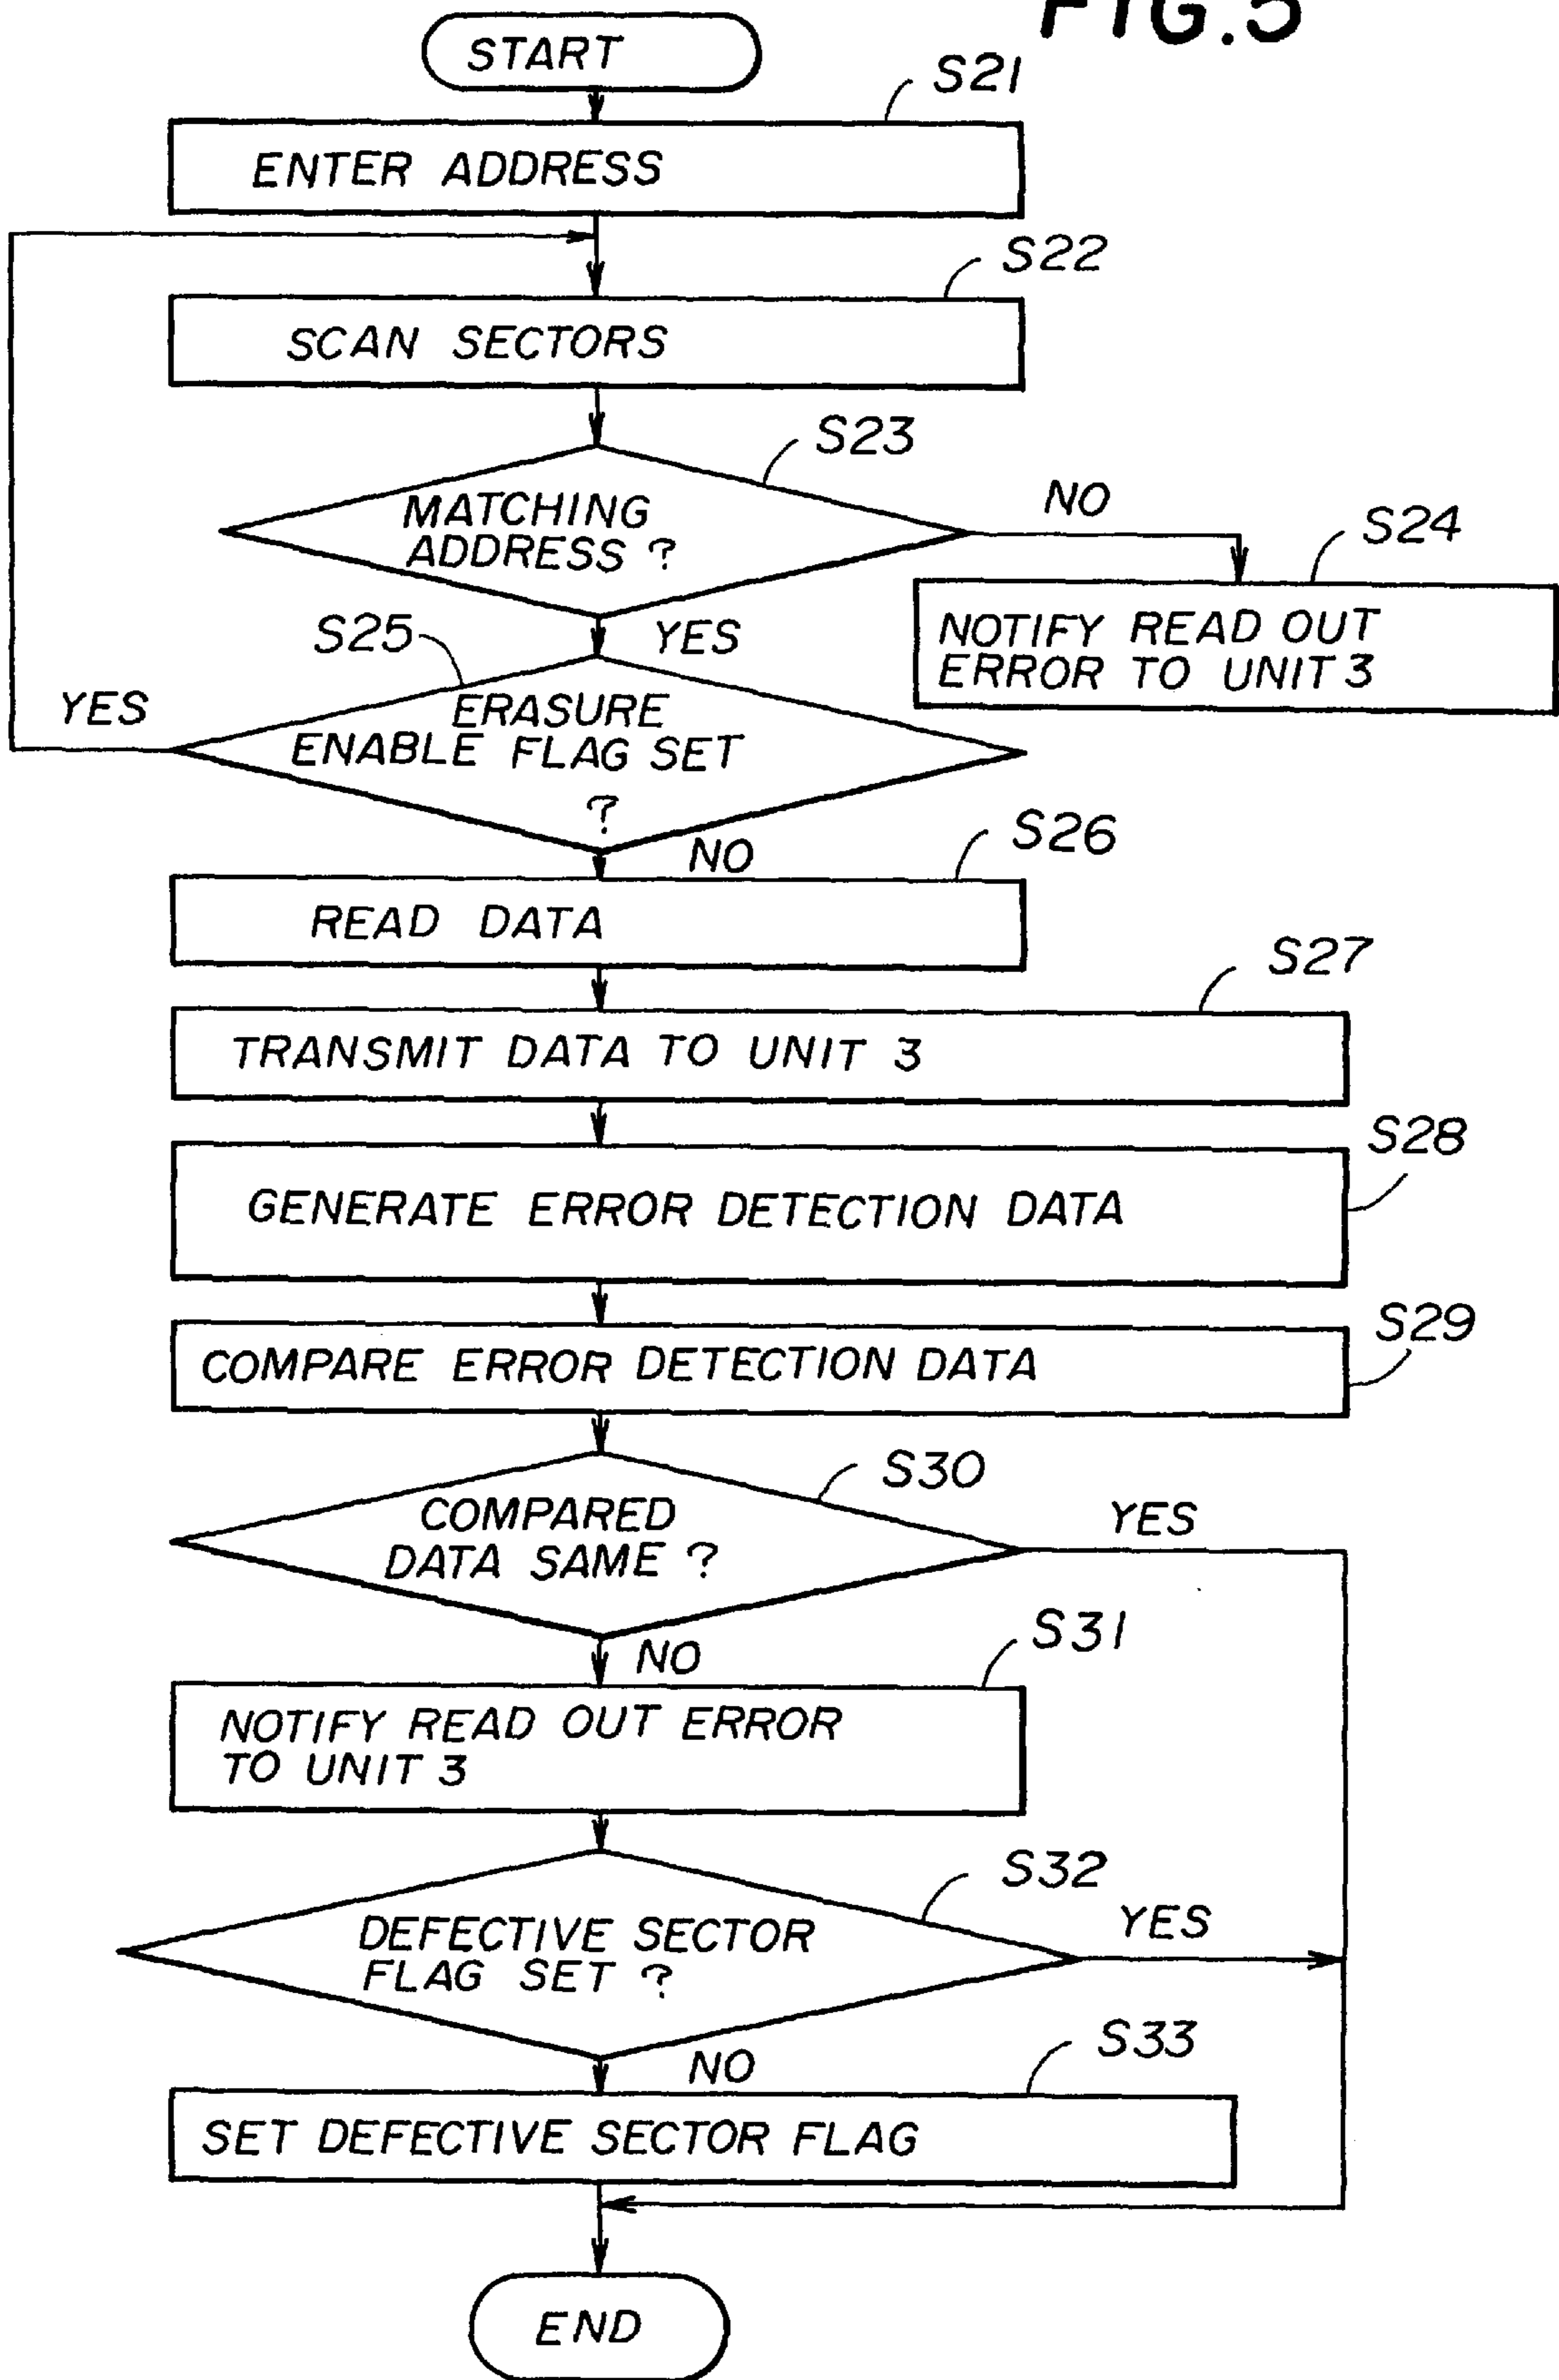 FIG.5
START
S21
ENTER ADDRESS
S22
SCAN SECTORS
S23
MATCHING
ADDRESS ?
NO
S24
NOTIFY READ OUT
ERROR TO UNIT 3
YES
S25
YES
ERASURE
ENABLE FLAG SET
?
NO
S26
READ DATA
S27
TRANSMIT DATA TO UNIT 3
S28
GENERATE ERROR DETECTION DATA
S29
COMPARE ERROR DETECTION DATA
S30
COMPARED
DATA SAME ?
YES
NO
S31
NOTIFY READ OUT ERROR
TO UNIT 3
S32
DEFECTIVE SECTOR
FLAG SET ?
YES
NO
S33
SET DEFECTIVE SECTOR FLAG
END